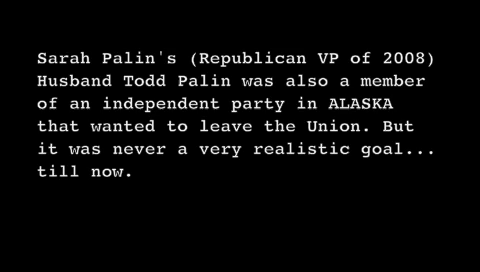 Sarah Palin's (Republican VP of 2008)
Husband Todd Palin was also a member
of an independent party in ALASKA
that wanted to leave the Union. But
it was never a very realistic goal...
till now.